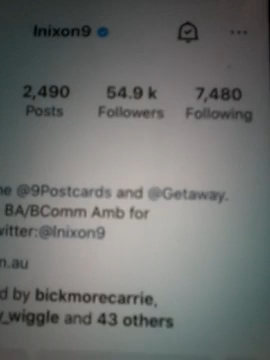 lnixon9
2,490 54.9 k 7,480
Posts Followers Following
@9Postcards and @Getaway.
BA/BComm Amb for
@lnixon9
.au
by bickmorecarrie,
_wiggle and 43 others